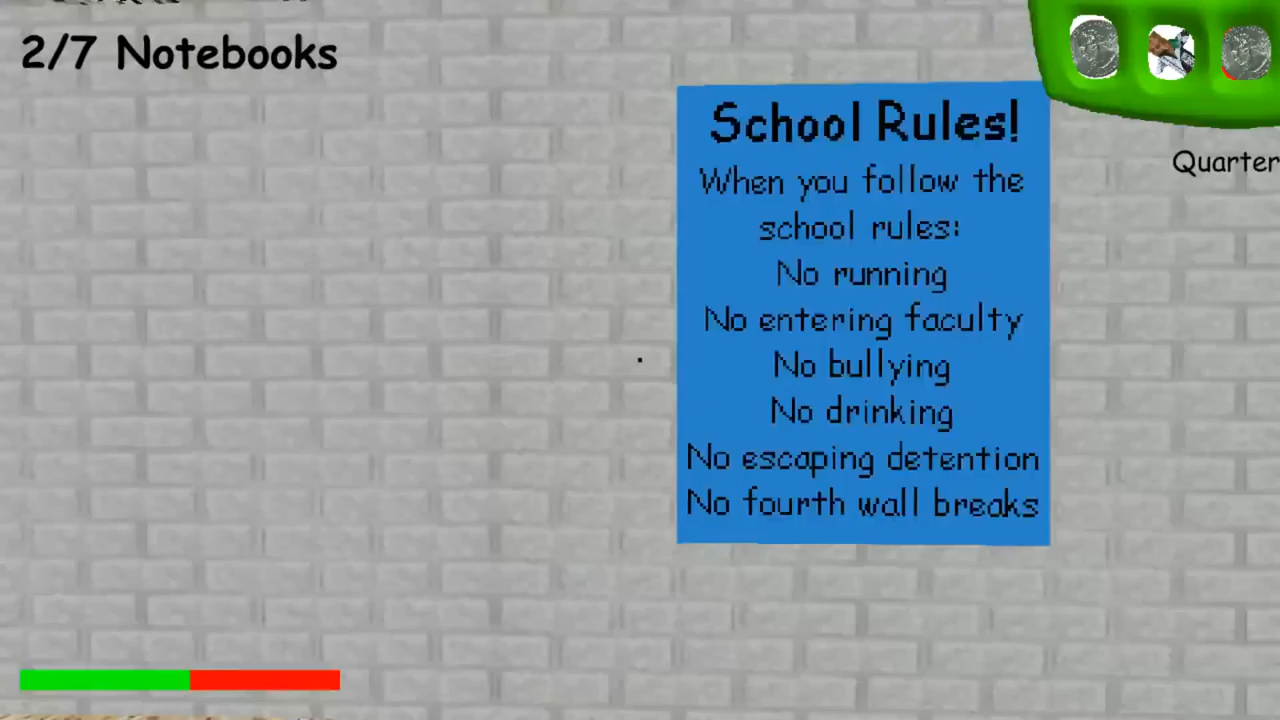 2/7 Notebooks
School Rules!
When you follow the
school rules:
No running
No entering faculty
No bullying
No drinking
No escaping detention
No fourth wall breaks
Quarter